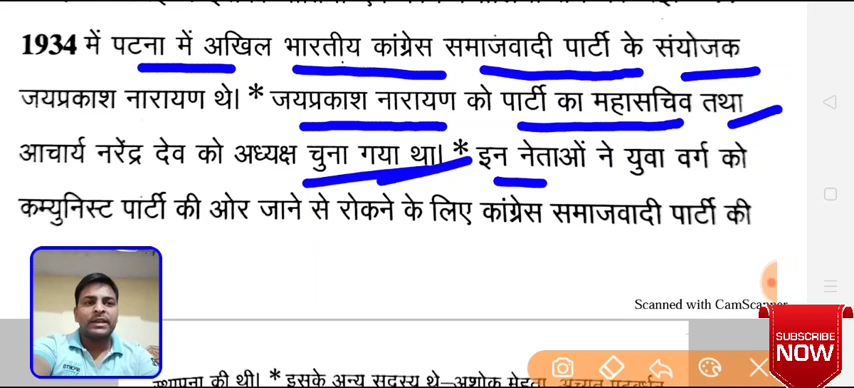 1934 में पटना में अखिल भारतीय कांग्रेस समाजवादी पार्टी के संयोजक
जयप्रकाश नारायण थे। * जयप्रकाश नारायण को पार्टी का महासचिव तथा
आचार्य नरेंद्र देव को अध्यक्ष चुना गया था। * इन नेताओं ने युवा वर्ग को
कम्युनिस्ट पार्टी की ओर जाने से रोकने के लिए कांग्रेस समाजवादी पार्टी की
Scanned with CamScanner
SUBSCRIBE
NOW
स्थापना की थी। * इसके अन्य सदस्य थे–अशोक मेहता,